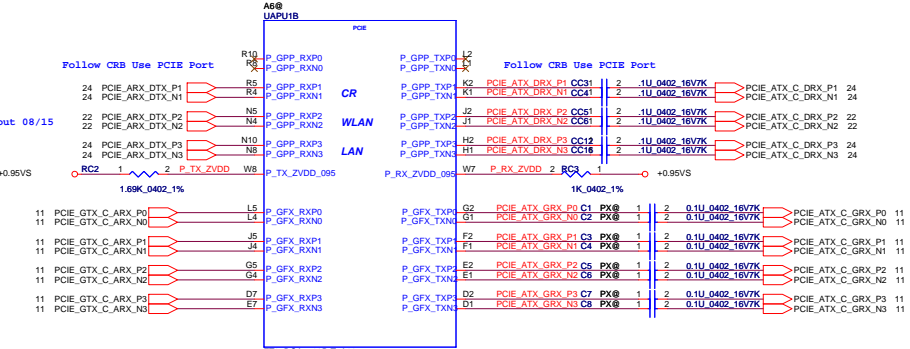 A6@
UAPU1B
PCIE
R10 P_GPP_RXP0 P_GPP_TXP0 L2
R8 P_GPP_RXN0 P_GPP_TXN0 L1
Follow CRB Use PCIE Port Follow CRB Use PCIE Port
24 PCIE_ARX_DTX_P1 R5 P_GPP_RXP1 P_GPP_TXP1 K2 PCIE_ATX_DRX_P1 CC31 2 .1U_0402_16V7K PCIE_ATX_C_DRX_P1 24
24 PCIE_ARX_DTX_N1 R4 P_GPP_RXN1 CR P_GPP_TXN1 K1 PCIE_ATX_DRX_N1 CC41 2 .1U_0402_16V7K PCIE_ATX_C_DRX_N1 24
out 08/15
22 PCIE_ARX_DTX_P2 N5 P_GPP_RXP2 P_GPP_TXP2 J2 PCIE_ATX_DRX_P2 CC51 2 .1U_0402_16V7K PCIE_ATX_C_DRX_P2 22
22 PCIE_ARX_DTX_N2 N4 P_GPP_RXN2 WLAN P_GPP_TXN2 J1 PCIE_ATX_DRX_N2 CC61 2 .1U_0402_16V7K PCIE_ATX_C_DRX_N2 22
24 PCIE_ARX_DTX_P3 N10 P_GPP_RXP3 P_GPP_TXP3 H2 PCIE_ATX_DRX_P3 2 .1U_0402_16V7K PCIE_ATX_C_DRX_P3 24
24 PCIE_ARX_DTX_N3 N8 P_GPP_RXN3 LAN P_GPP_TXN3 H1 PCIE_ATX_DRX_N3 2 .1U_0402_16V7K PCIE_ATX_C_DRX_N3 24
+0.95VS RC2 1 2 P_TX_ZVDD W8 P_TX_ZVDD_095 P_RX_ZVDD_095 W7 P_RX_ZVDD 2 RC3 1 +0.95VS
1.69K_0402_1% 1K_0402_1%
11 PCIE_GTX_C_ARX_P0 L5 P_GFX_RXP0 P_GFX_TXP0 G2 PCIE_ATX_GRX_P0 C1 PX@ 1 2 0.1U_0402_16V7K PCIE_ATX_C_GRX_P0 11
11 PCIE_GTX_C_ARX_N0 L4 P_GFX_RXN0 P_GFX_TXN0 G1 PCIE_ATX_GRX_N0 C2 PX@ 1 2 0.1U_0402_16V7K PCIE_ATX_C_GRX_N0 11
11 PCIE_GTX_C_ARX_P1 J5 P_GFX_RXP1 P_GFX_TXP1 F2 PCIE_ATX_GRX_P1 C3 PX@ 1 2 0.1U_0402_16V7K PCIE_ATX_C_GRX_P1 11
11 PCIE_GTX_C_ARX_N1 J4 P_GFX_RXN1 P_GFX_TXN1 F1 PCIE_ATX_GRX_N1 C4 PX@ 1 2 0.1U_0402_16V7K PCIE_ATX_C_GRX_N1 11
11 PCIE_GTX_C_ARX_P2 G5 P_GFX_RXP2 P_GFX_TXP2 E2 PCIE_ATX_GRX_P2 C5 PX@ 1 2 0.1U_0402_16V7K PCIE_ATX_C_GRX_P2 11
11 PCIE_GTX_C_ARX_N2 G4 P_GFX_RXN2 P_GFX_TXN2 E1 PCIE_ATX_GRX_N2 C6 PX@ 1 2 0.1U_0402_16V7K PCIE_ATX_C_GRX_N2 11
11 PCIE_GTX_C_ARX_P3 D7 P_GFX_RXP3 P_GFX_TXP3 D2 PCIE_ATX_GRX_P3 C7 PX@ 1 2 0.1U_0402_16V7K PCIE_ATX_C_GRX_P3 11
11 PCIE_GTX_C_ARX_N3 E7 P_GFX_RXN3 P_GFX_TXN3 D1 PCIE_ATX_GRX_N3 C8 PX@ 1 2 0.1U_0402_16V7K PCIE_ATX_C_GRX_N3 11